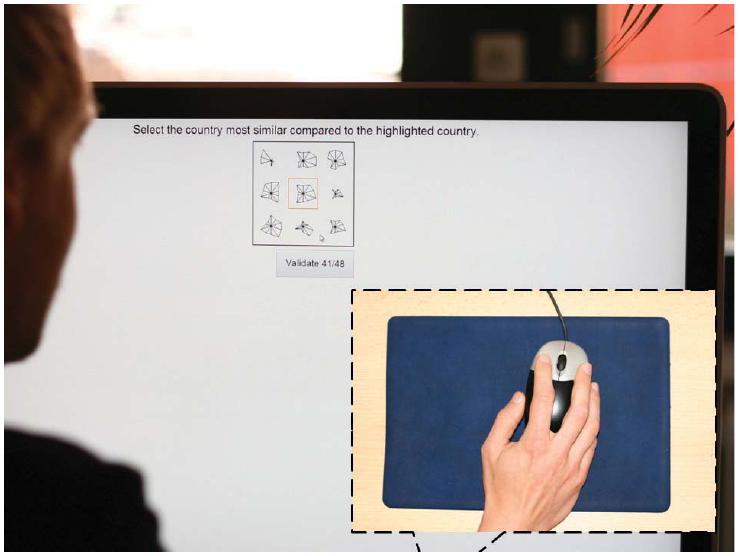 Select the country most similar compared to the highlighted country.
Validate 41/48